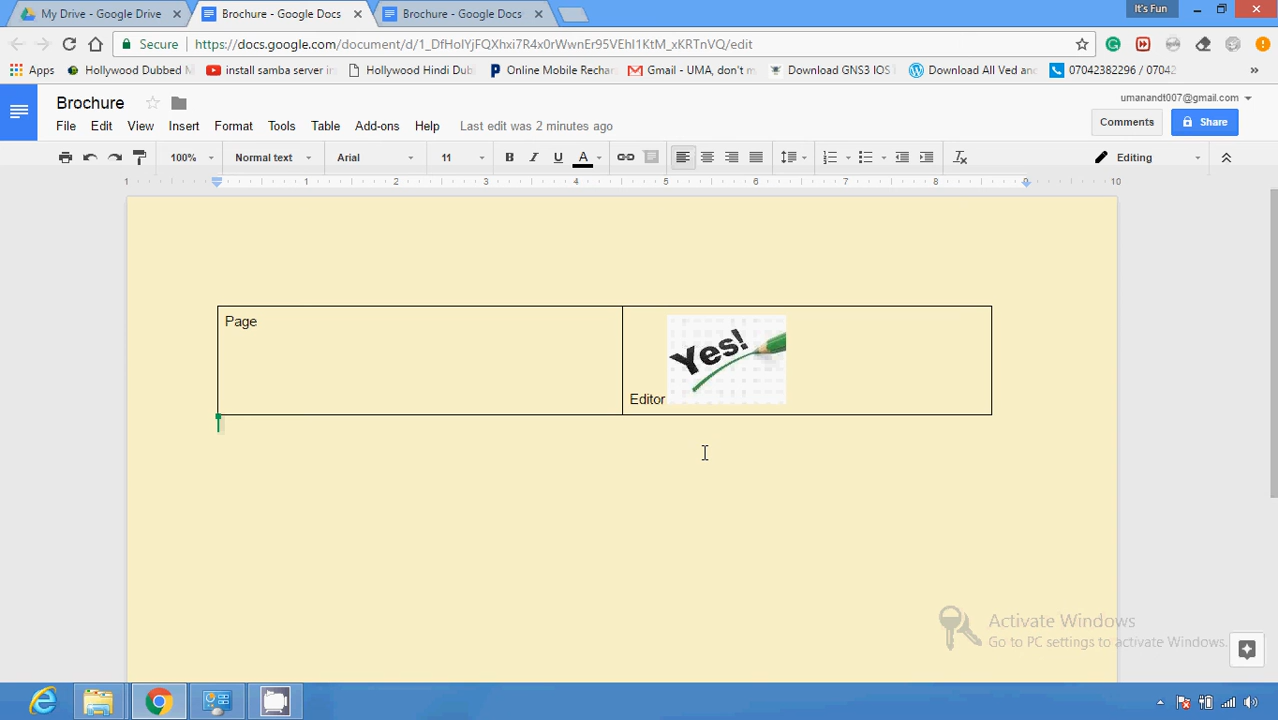 My Drive - Google Drive
Brochure - Google Docs
Brochure - Google Docs
It's Fun
Secure
https://docs.google.com/document/d/1_DfHoIYjFQXhxi7R4x0rWwnEr95VEhI1KtM_xKRTnVQ/edit
Apps
Hollywood Dubbed M
install samba server in
Hollywood Hindi Dub
Online Mobile Rechar
Gmail - UMA, don't m
Download GNS3 IOS
Download All Ved and
07042382296 / 07042
»
Brochure
umanandt007@gmail.com
File Edit View Insert Format Tools Table Add-ons Help Last edit was 2 minutes ago
Comments
Share
100% Normal text Arial 11 B I U A Editing
1 1 2 3 4 5 6 7 8 9 10
Page
Yes!
Editor
Activate Windows
Go to PC settings to activate Windows.